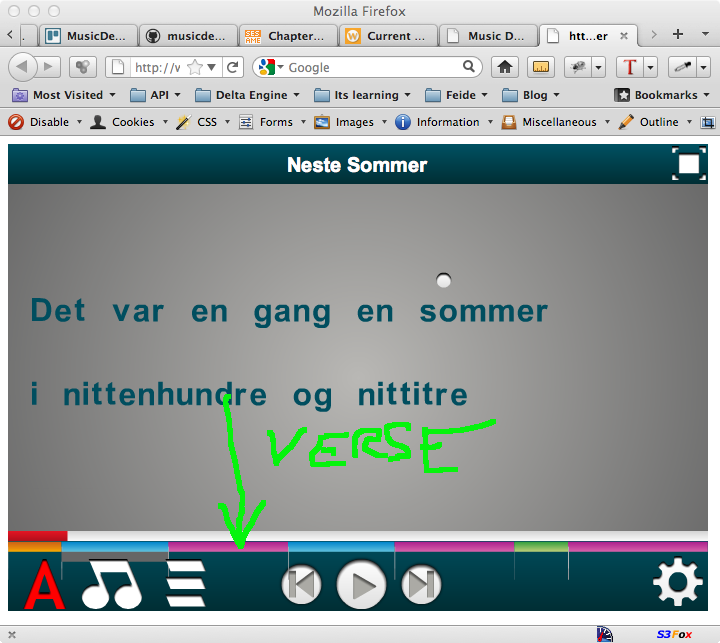 Mozilla Firefox
. MusicDe... musicde... Chapter... Current ... Music D... htt...er
http://v Google
Most Visited API Delta Engine Its learning Feide Blog Bookmarks
Disable Cookies CSS Forms Images Information Miscellaneous Outline
Neste Sommer
Det var en gang en sommer
i nittenhundre og nittitre
VERSE
A
S3Fox